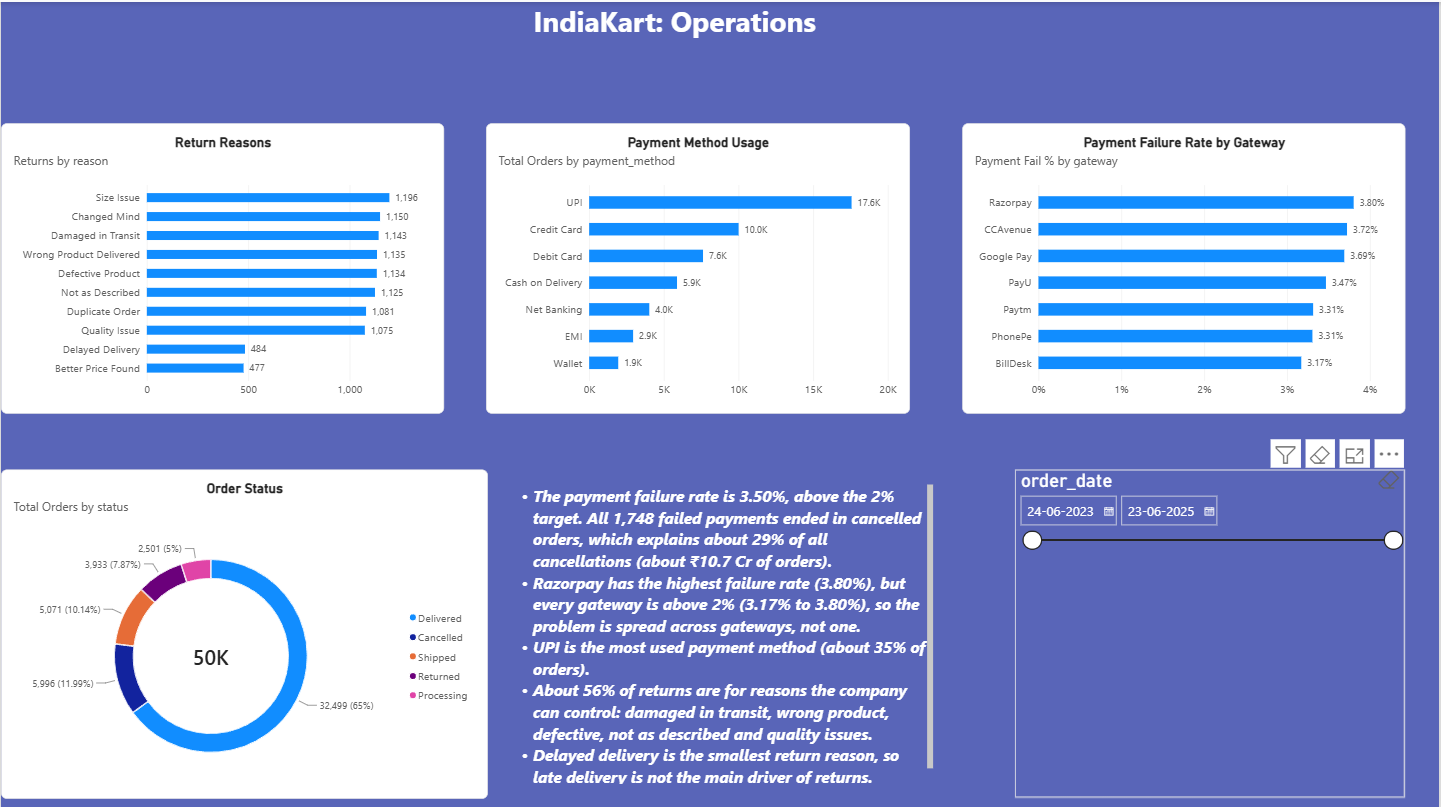 IndiaKart: Operations
Return Reasons
Returns by reason
Size Issue 1,196
Changed Mind 1,150
Damaged in Transit 1,143
Wrong Product Delivered 1,135
Defective Product 1,134
Not as Described 1,125
Duplicate Order 1,081
Quality Issue 1,075
Delayed Delivery 484
Better Price Found 477
0 500 1,000
Payment Method Usage
Total Orders by payment_method
UPI 17.6K
Credit Card 10.0K
Debit Card 7.6K
Cash on Delivery 5.9K
Net Banking 4.0K
EMI 2.9K
Wallet 1.9K
0K 5K 10K 15K 20K
Payment Failure Rate by Gateway
Payment Fail % by gateway
Razorpay 3.80%
CCAvenue 3.72%
Google Pay 3.69%
PayU 3.47%
Paytm 3.31%
PhonePe 3.31%
BillDesk 3.17%
0% 1% 2% 3% 4%
Order Status
Total Orders by status
2,501 (5%)
3,933 (7.87%)
5,071 (10.14%)
5,996 (11.99%)
32,499 (65%)
50K
Delivered
Cancelled
Shipped
Returned
Processing
• The payment failure rate is 3.50%, above the 2%
target. All 1,748 failed payments ended in cancelled
orders, which explains about 29% of all
cancellations (about ₹10.7 Cr of orders).
• Razorpay has the highest failure rate (3.80%), but
every gateway is above 2% (3.17% to 3.80%), so the
problem is spread across gateways, not one.
• UPI is the most used payment method (about 35% of
orders).
• About 56% of returns are for reasons the company
can control: damaged in transit, wrong product,
defective, not as described and quality issues.
• Delayed delivery is the smallest return reason, so
late delivery is not the main driver of returns.
order_date
24-06-2023 23-06-2025